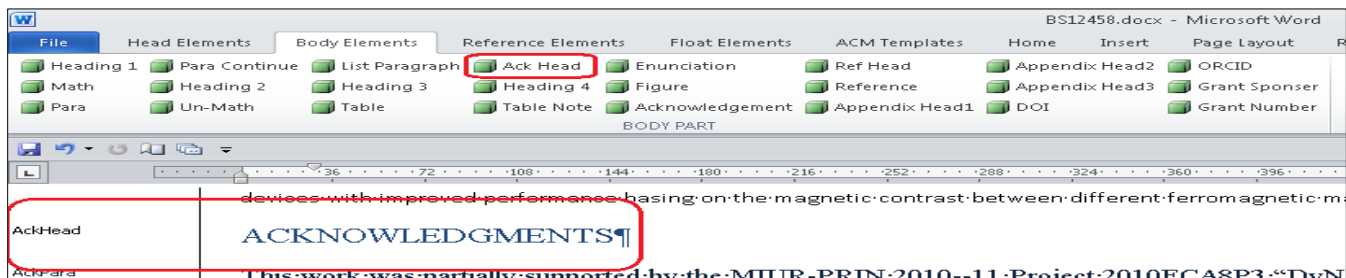 W
BS12458.docx - Microsoft Word
File Head Elements Body Elements Reference Elements Float Elements ACM Templates Home Insert Page Layout R
Heading 1 Para Continue List Paragraph Ack Head Enunciation Ref Head Appendix Head2 ORCID
Math Heading 2 Heading 3 Heading 4 Figure Reference Appendix Head3 Grant Sponser
Para Un-Math Table Table Note Acknowledgement Appendix Head1 DOI Grant Number
BODY PART
L
36 72 108 144 180 216 252 288 324 360 396
devices·with·improved·performance·basing·on·the·magnetic·contrast·between·different·ferromagnetic·ma
AckHead ACKNOWLEDGMENTS¶
AckPara This·work·was·partially·supported·by·the·MIUR-PRIN·2010--11·Project·2010ECA8P3·“DyN